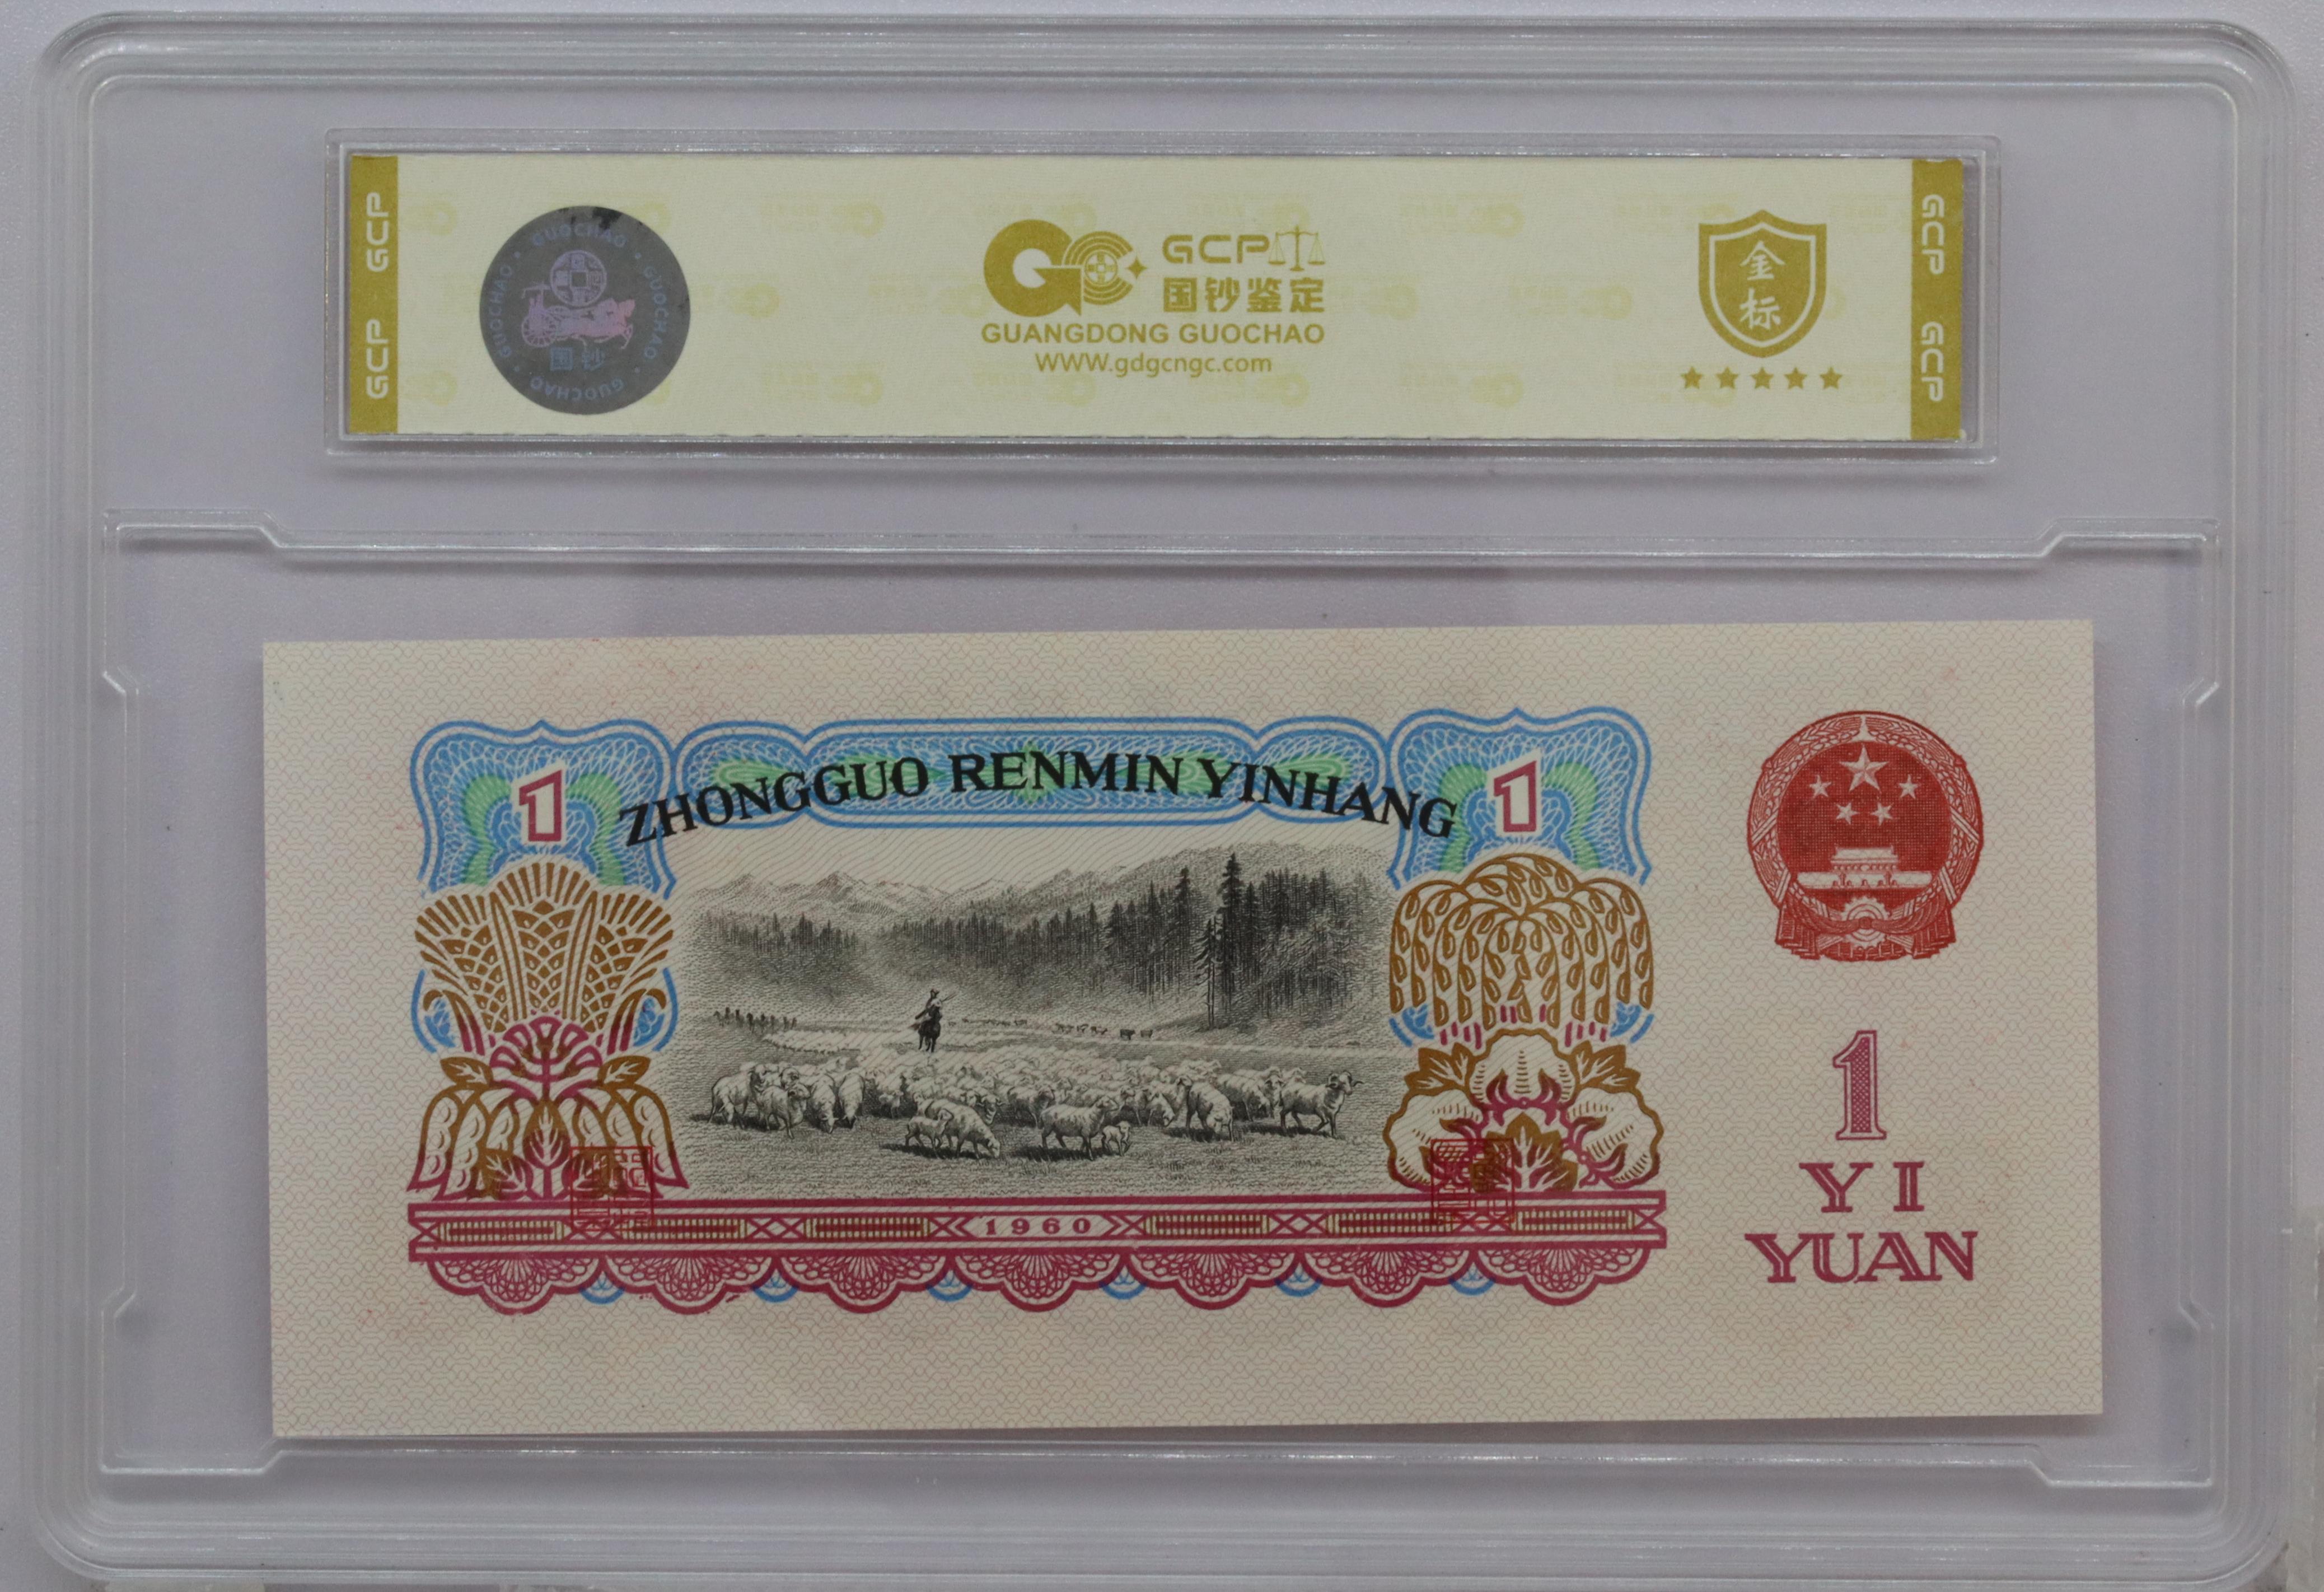 GCP GCP
GUOCHAO · GUOCHAO · GUOCHAO · GUOCHAO
国钞
GCP
国钞鉴定
GUANGDONG GUOCHAO
WWW.gdgcngc.com
金
标
GCP GCP
1
ZHONGGUO RENMIN YINHANG
1
1
YI
YUAN
1960